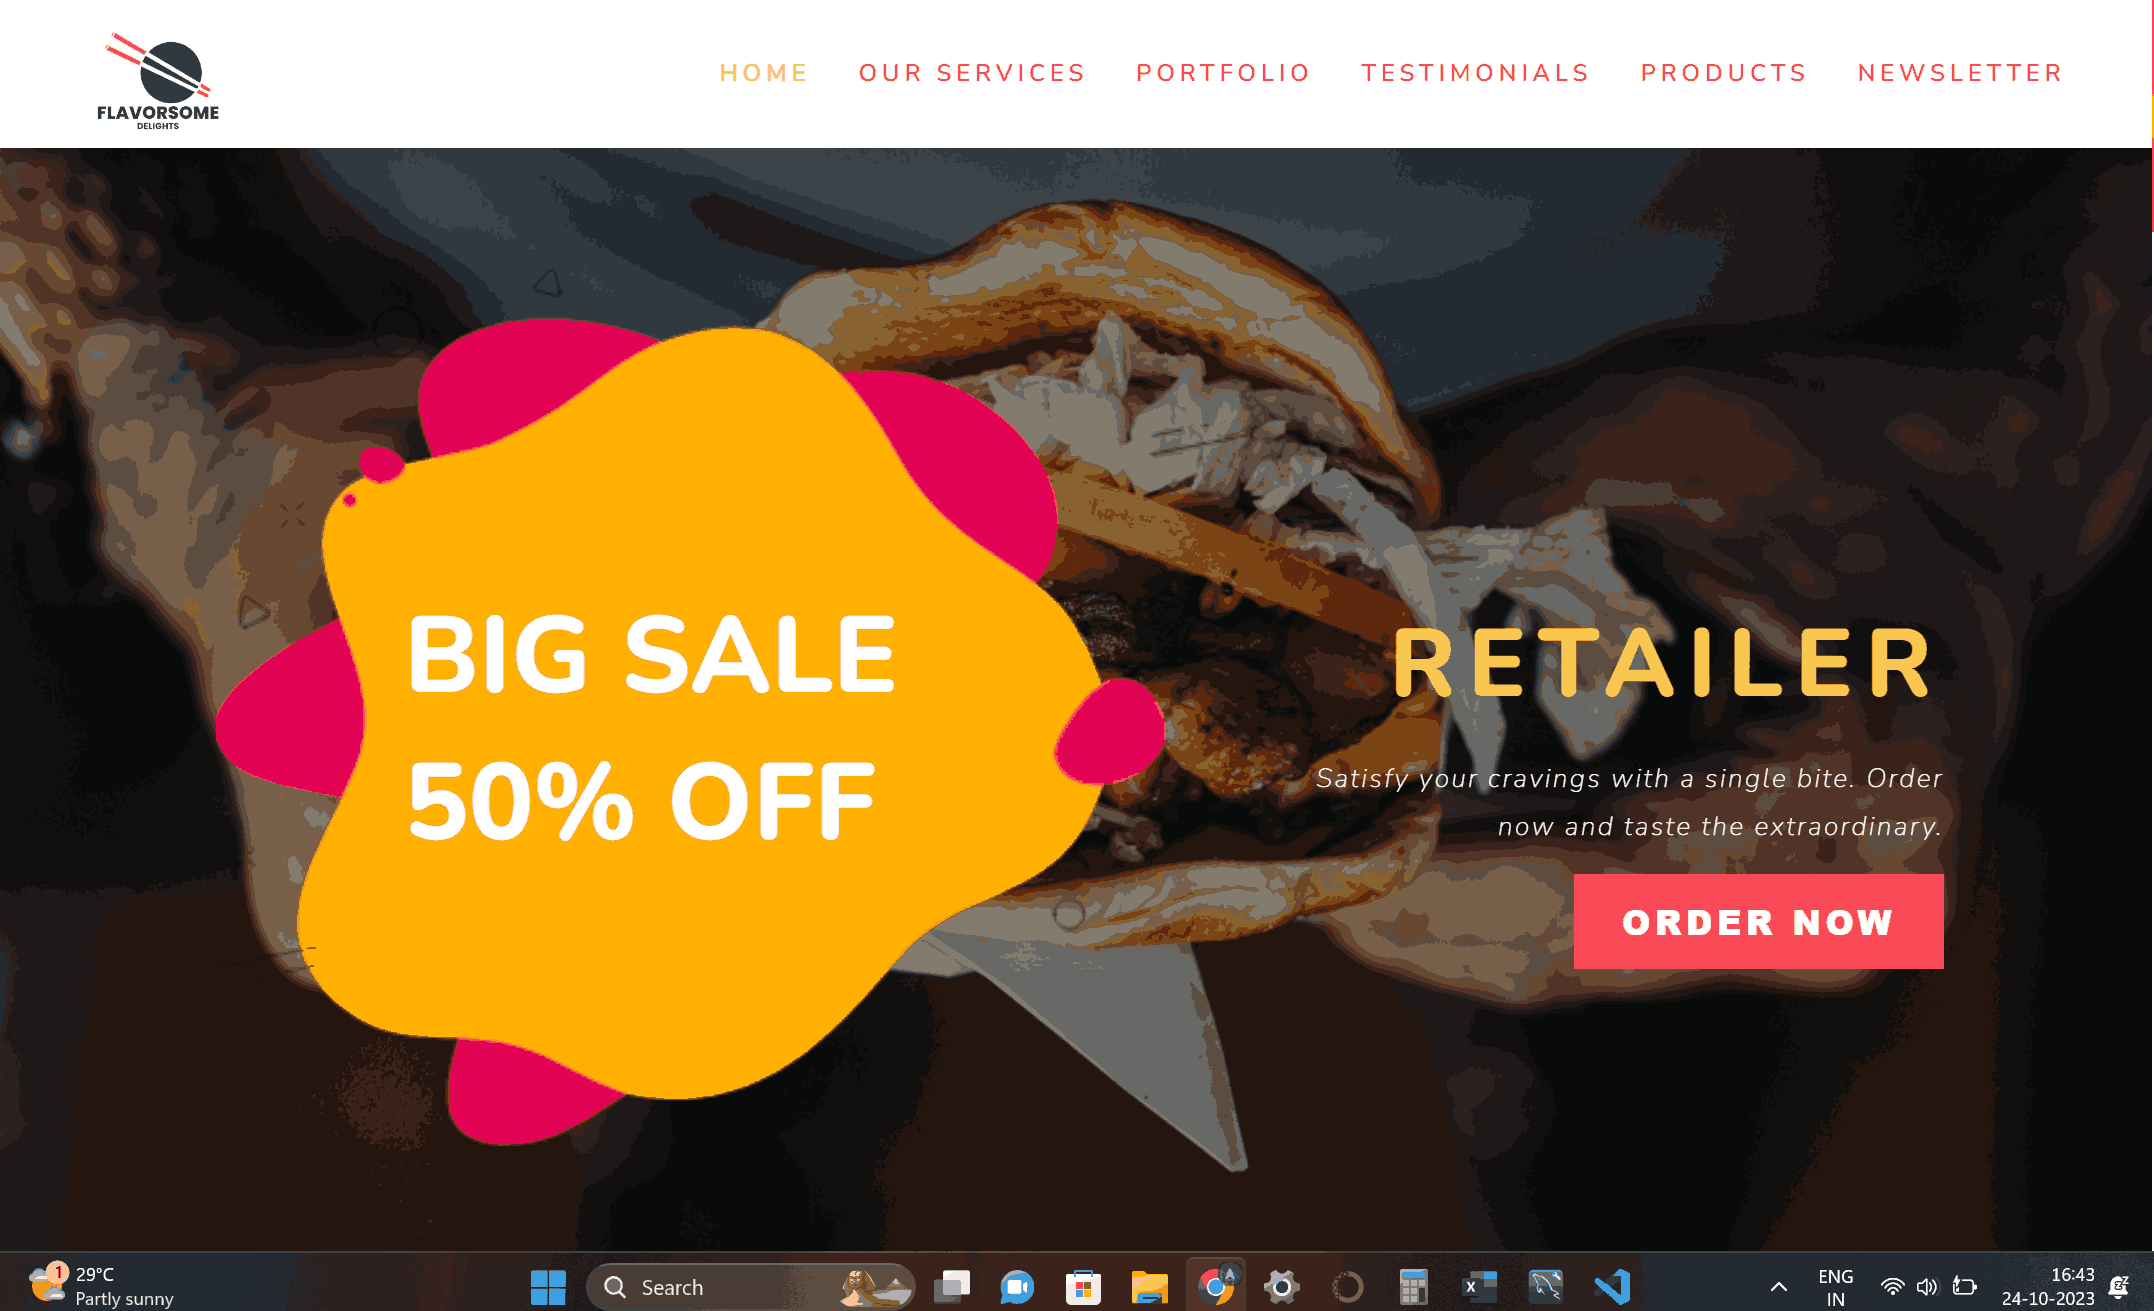 FLAVORSOME
DELIGHTS
HOME OUR SERVICES PORTFOLIO TESTIMONIALS PRODUCTS NEWSLETTER
BIG SALE
50% OFF
RETAILER
Satisfy your cravings with a single bite. Order
now and taste the extraordinary.
ORDER NOW
1
29°C
Partly sunny
Search
ENG
IN
16:43
24-10-2023